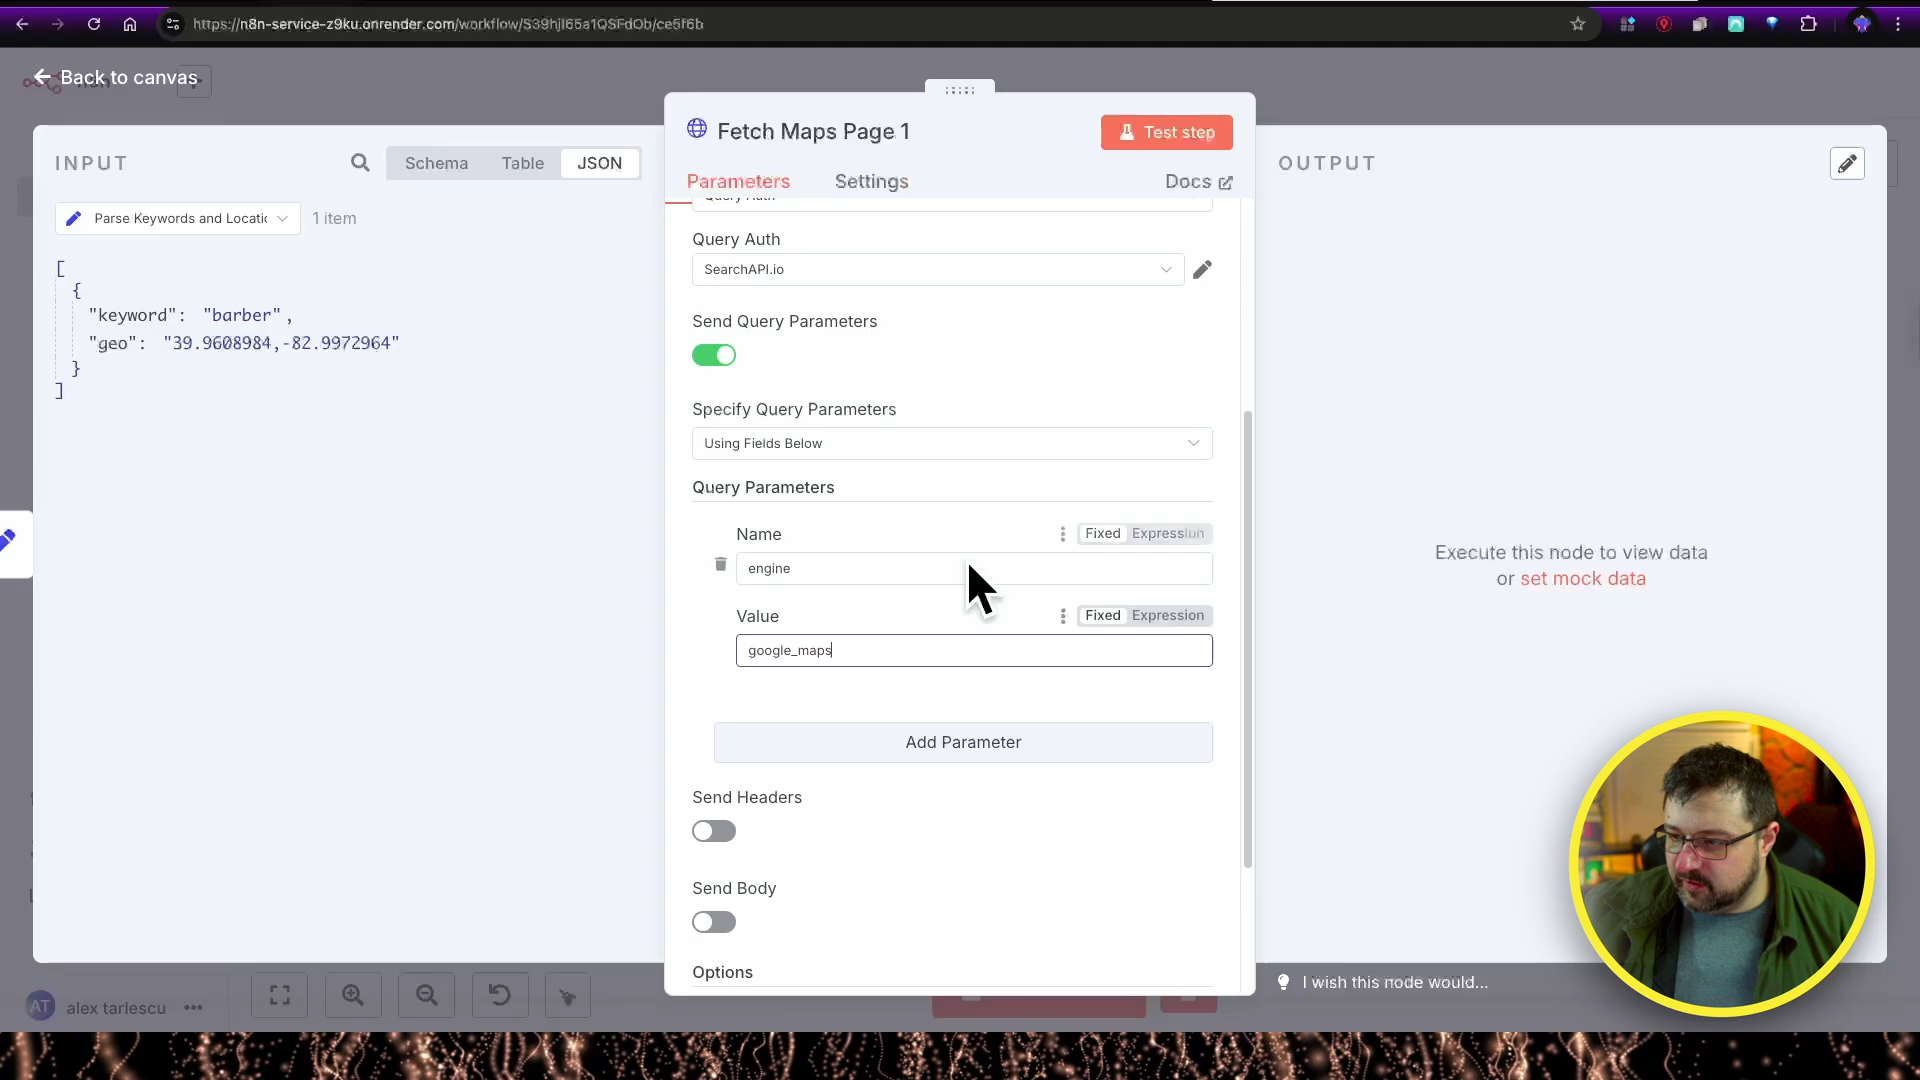 https://n8n-service-z9ku.onrender.com/workflow/
Back to canvas
INPUT
Schema
Table
JSON
Parse Keywords and Locatic
1 item
[
{
"keyword": "barber",
"geo": "39.9608984,-82.9972964"
}
]
Fetch Maps Page 1
Test step
Parameters
Settings
Docs
Query Auth
Query Auth
SearchAPI.io
Send Query Parameters
Specify Query Parameters
Using Fields Below
Query Parameters
Name
Fixed
Expression
engine
Value
Fixed
Expression
google_maps
Add Parameter
Send Headers
Send Body
Options
OUTPUT
Execute this node to view data
or set mock data
I wish this node would...
AT
alex tarlescu